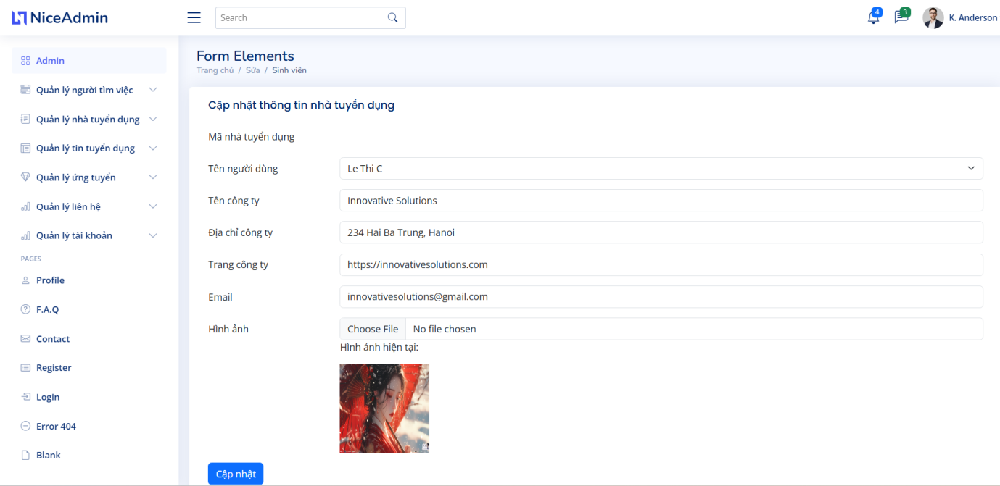 NiceAdmin
Search
4
3
K. Anderson
Admin
Quản lý người tìm việc
Quản lý nhà tuyển dụng
Quản lý tin tuyển dụng
Quản lý ứng tuyển
Quản lý liên hệ
Quản lý tài khoản
PAGES
Profile
F.A.Q
Contact
Register
Login
Error 404
Blank
Form Elements
Trang chủ / Sửa / Sinh viên
Cập nhật thông tin nhà tuyển dụng
Mã nhà tuyển dụng
Tên người dùng Le Thi C
Tên công ty Innovative Solutions
Địa chỉ công ty 234 Hai Ba Trung, Hanoi
Trang công ty https://innovativesolutions.com
Email innovativesolutions@gmail.com
Hình ảnh Choose File No file chosen
Hình ảnh hiện tại:
Cập nhật